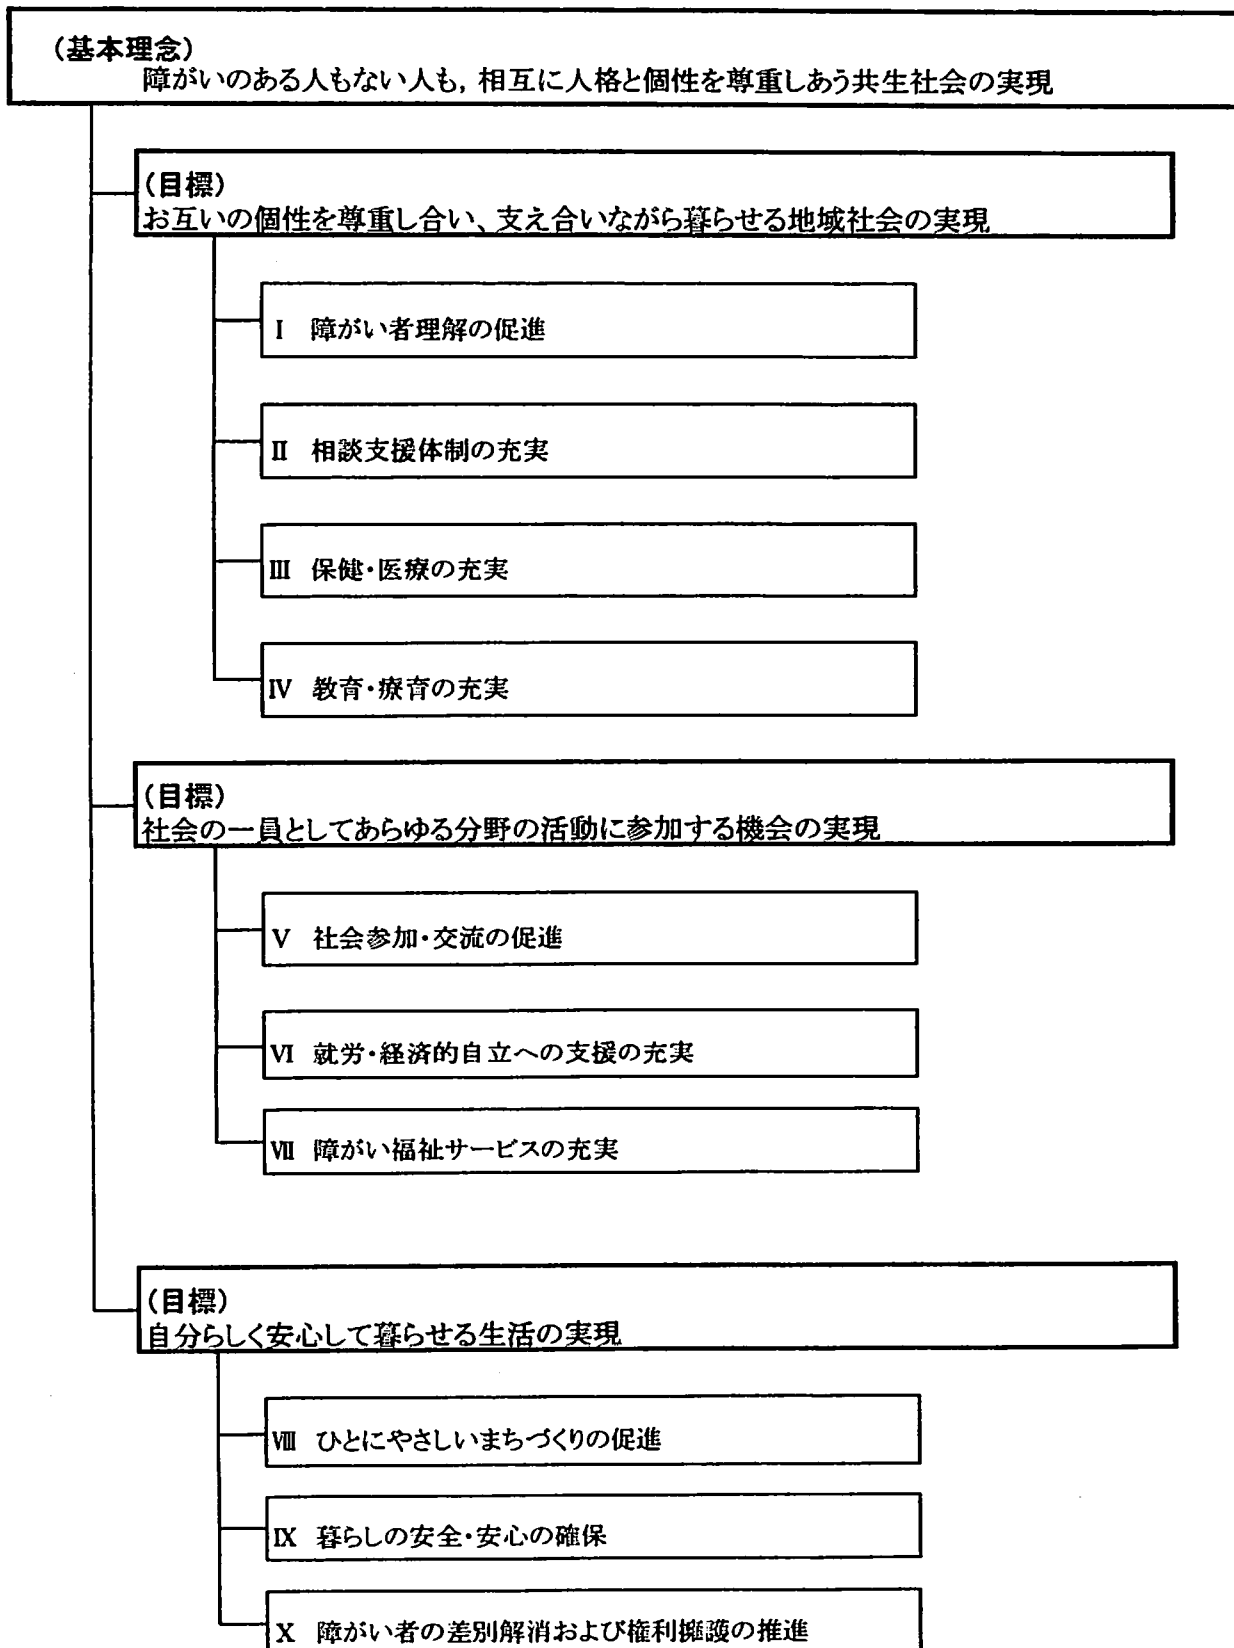 (基本理念)
障がいのある人もない人も，相互に人格と個性を尊重しあう共生社会の実現
(目標)
お互いの個性を尊重し合い、支え合いながら暮らせる地域社会の実現
Ⅰ 障がい者理解の促進
Ⅱ 相談支援体制の充実
Ⅲ 保健・医療の充実
Ⅳ 教育・療育の充実
(目標)
社会の一員としてあらゆる分野の活動に参加する機会の実現
Ⅴ 社会参加・交流の促進
Ⅵ 就労・経済的自立への支援の充実
Ⅶ 障がい福祉サービスの充実
(目標)
自分らしく安心して暮らせる生活の実現
Ⅷ ひとにやさしいまちづくりの促進
Ⅸ 暮らしの安全・安心の確保
Ⅹ 障がい者の差別解消および権利擁護の推進